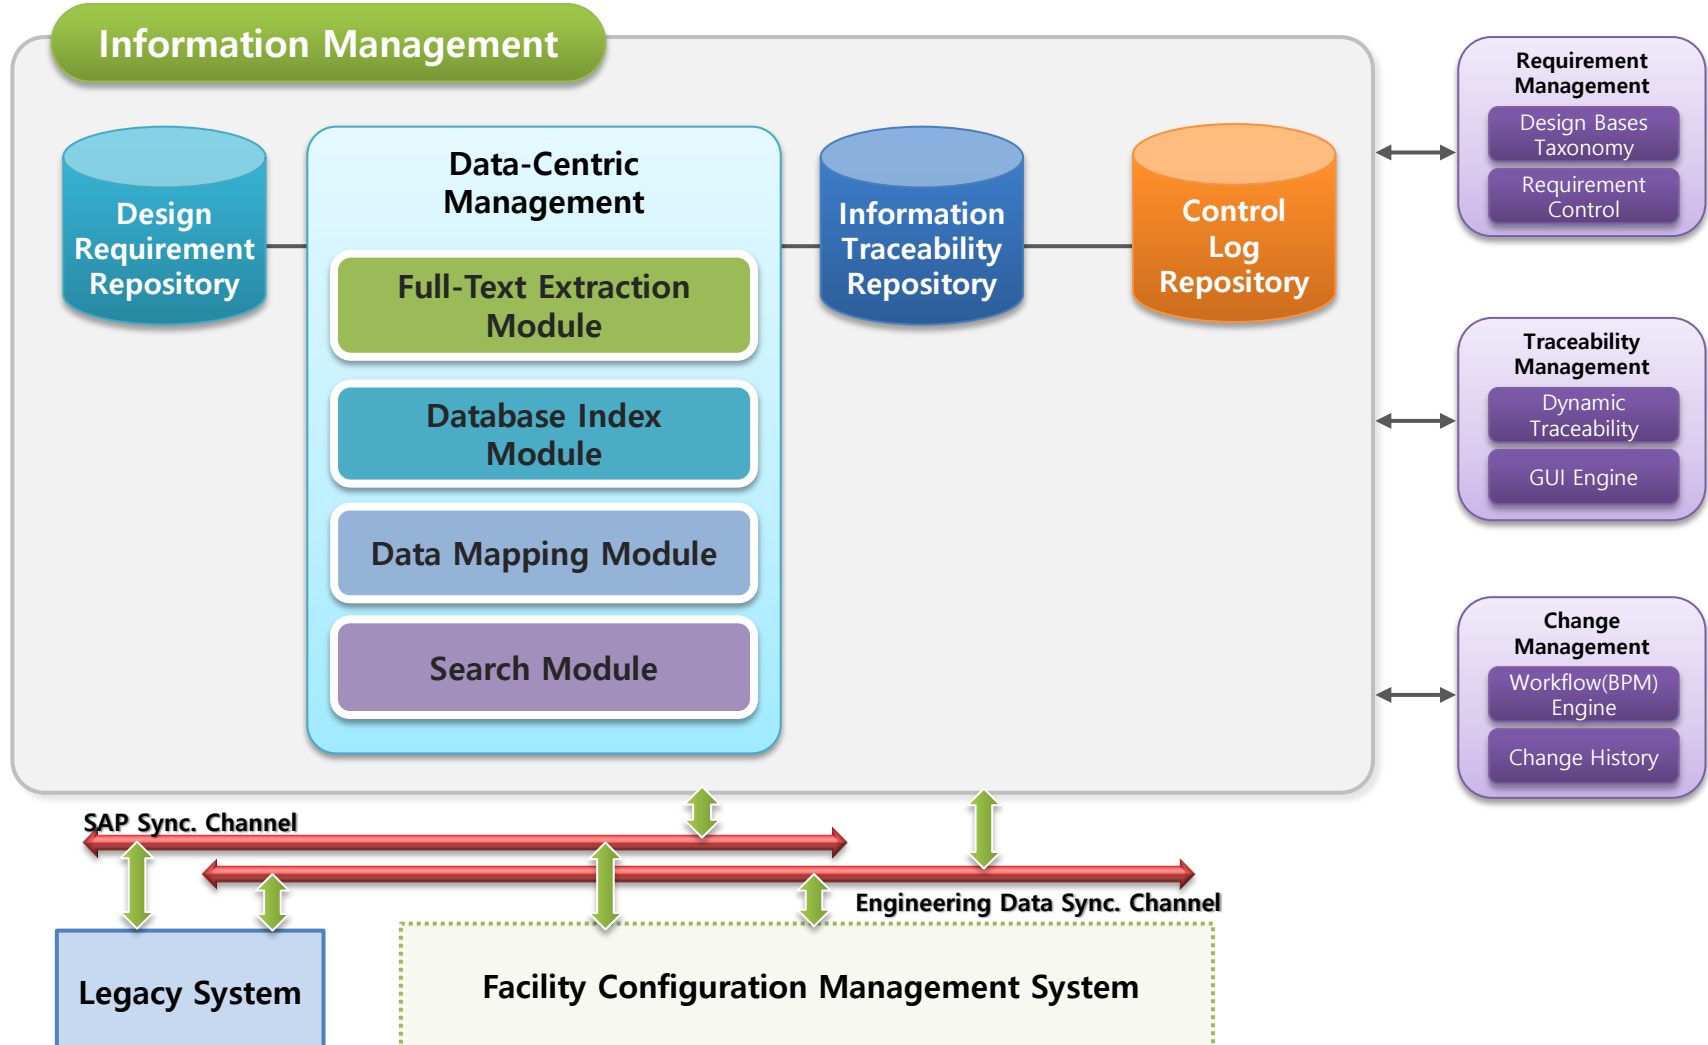 Information Management
Design
Requirement
Repository
Data-Centric
Management
Full-Text Extraction
Module
Database Index
Module
Data Mapping Module
Search Module
Information
Traceability
Repository
Control
Log
Repository
Requirement
Management
Design Bases
Taxonomy
Requirement
Control
Traceability
Management
Dynamic
Traceability
GUI Engine
Change
Management
Workflow(BPM)
Engine
Change History
SAP Sync. Channel
Engineering Data Sync. Channel
Legacy System
Facility Configuration Management System